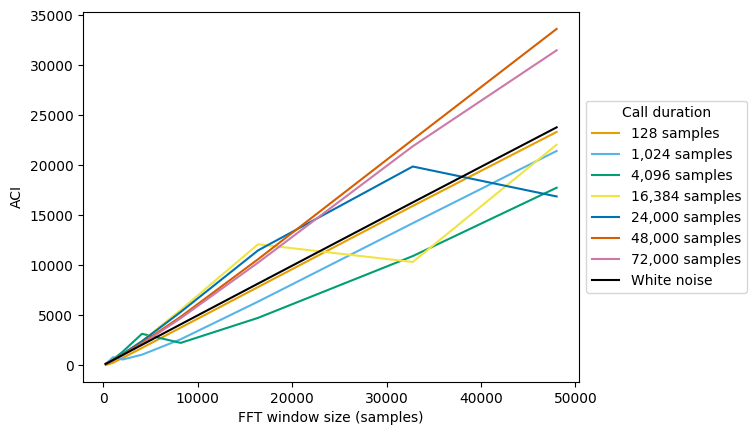 35000
30000
25000
20000
15000
10000
5000
0
ACI
0 10000 20000 30000 40000 50000
FFT window size (samples)
Call duration
128 samples
1,024 samples
4,096 samples
16,384 samples
24,000 samples
48,000 samples
72,000 samples
White noise